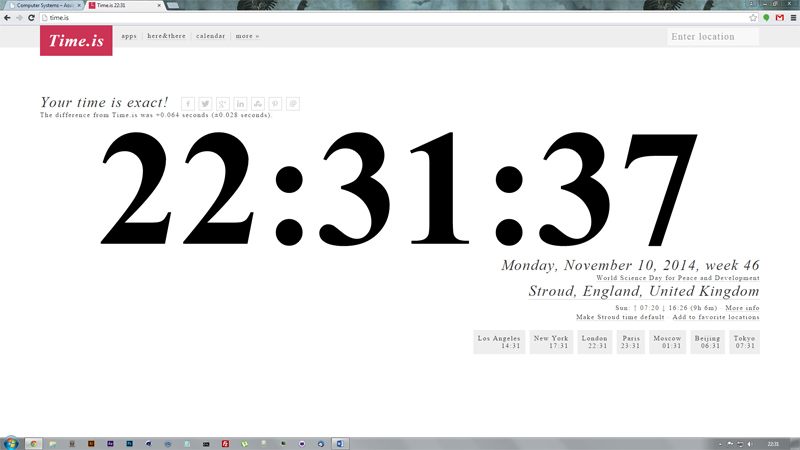 Computer Systems – Assi
Time.is 22:31
time.is
Time.is
apps here&there calendar more »
Enter location
Your time is exact!
The difference from Time.is was +0.064 seconds (±0.028 seconds).
22:31:37
Monday, November 10, 2014, week 46
World Science Day for Peace and Development
Stroud, England, United Kingdom
Sun: ↑ 07:20 ↓ 16:26 (9h 6m) - More info
Make Stroud time default - Add to favorite locations
Los Angeles New York London Paris Moscow Beijing Tokyo
14:31 17:31 22:31 23:31 01:31 06:31 07:31
22:31